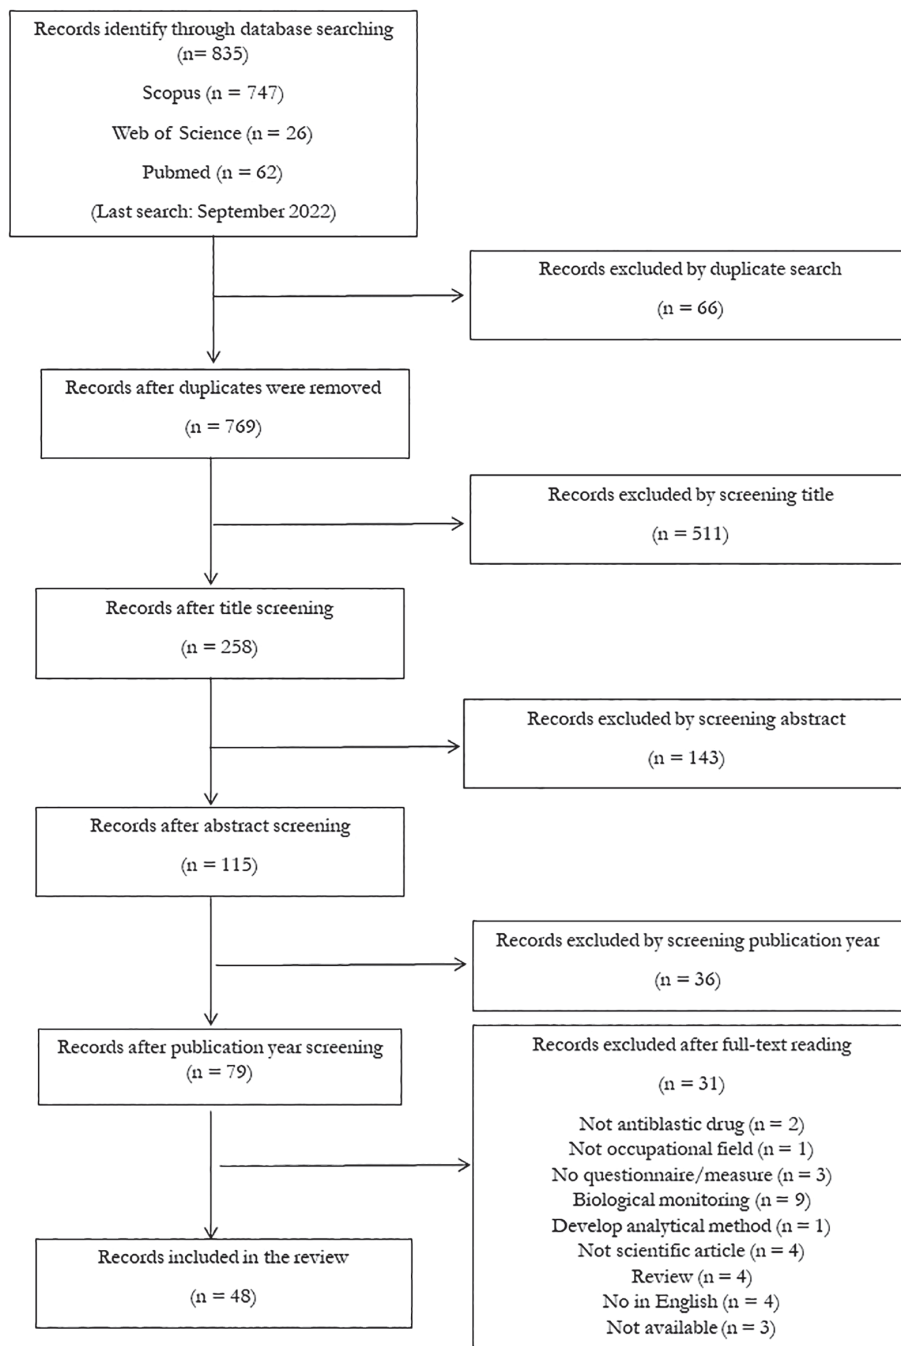 Records identify through database searching
(n= 835)
Scopus (n = 747)
Web of Science (n = 26)
Pubmed (n = 62)
(Last search: September 2022)
Records excluded by duplicate search
(n = 66)
Records after duplicates were removed
(n = 769)
Records excluded by screening title
(n = 511)
Records after title screening
(n = 258)
Records excluded by screening abstract
(n = 143)
Records after abstract screening
(n = 115)
Records excluded by screening publication year
(n = 36)
Records after publication year screening
(n = 79)
Records excluded after full-text reading
(n = 31)
Not antiblastic drug (n = 2)
Not occupational field (n = 1)
No questionnaire/measure (n = 3)
Biological monitoring (n = 9)
Develop analytical method (n = 1)
Not scientific article (n = 4)
Review (n = 4)
No in English (n = 4)
Not available (n = 3)
Records included in the review
(n = 48)